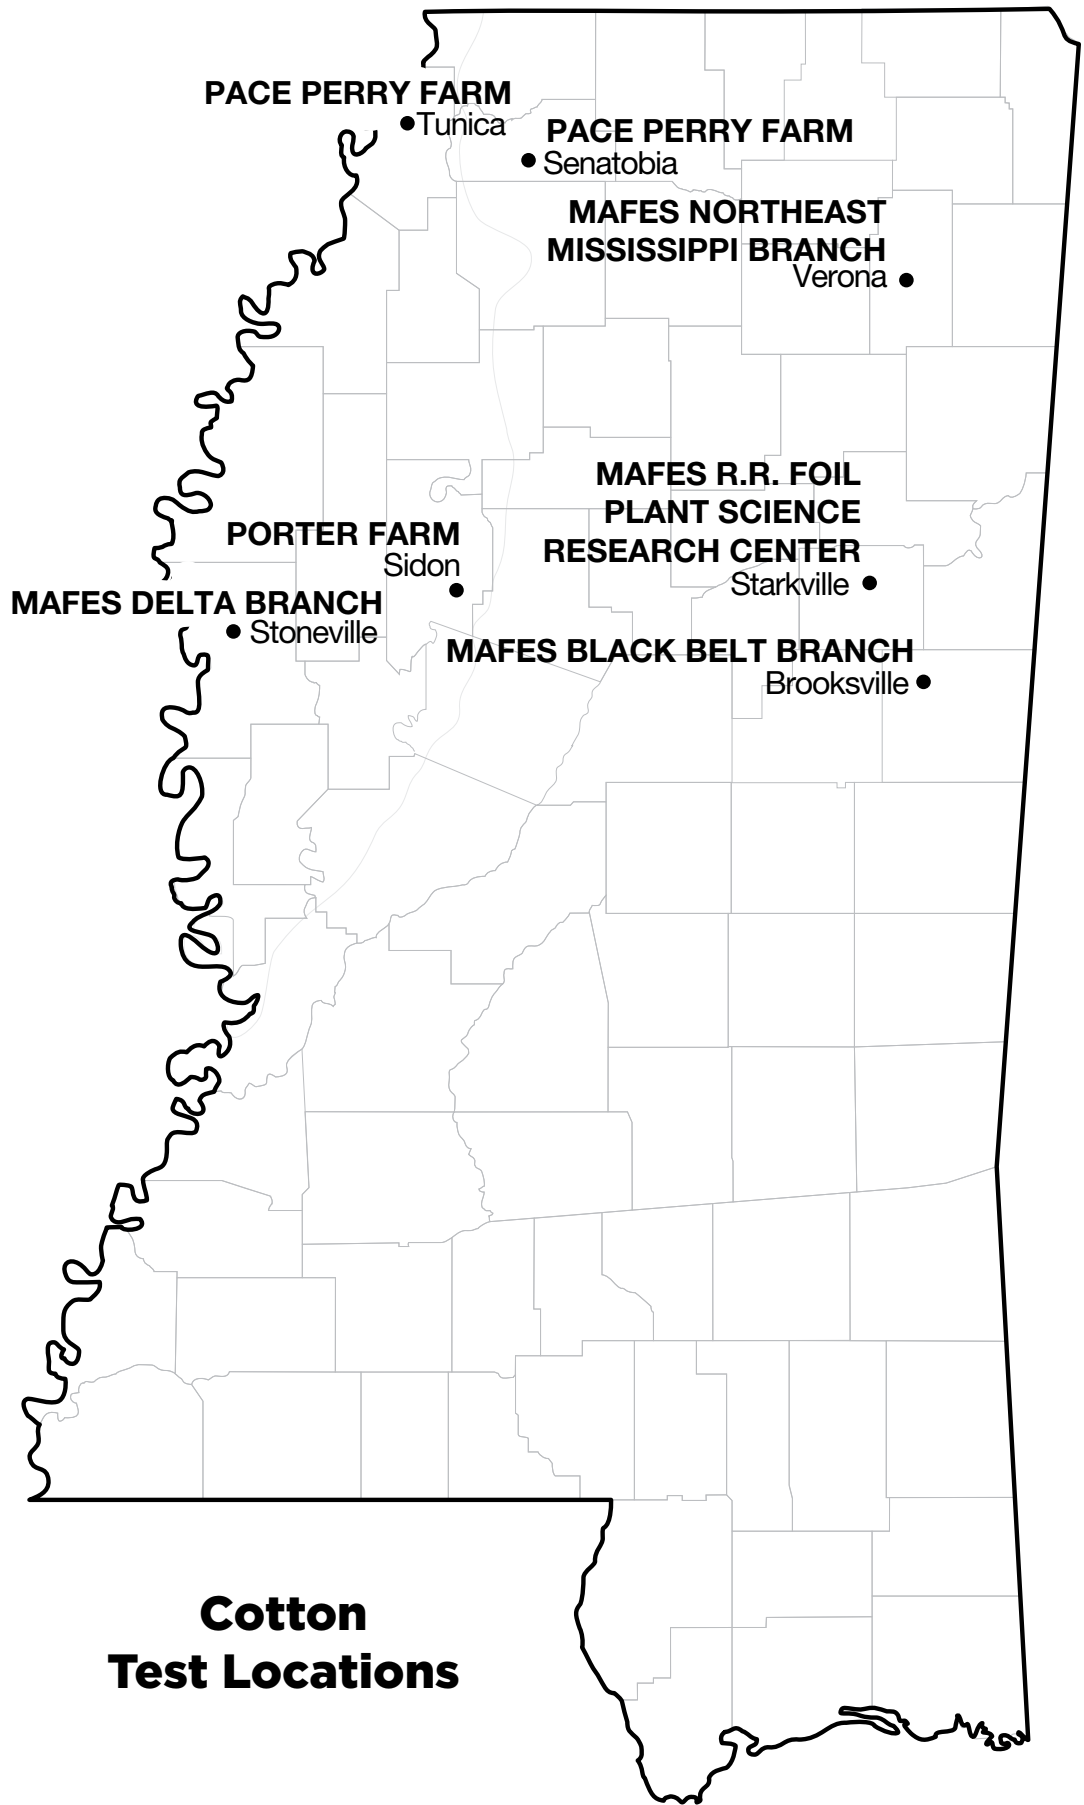 PACE PERRY FARM
Tunica
PACE PERRY FARM
Senatobia
MAFES NORTHEAST
MISSISSIPPI BRANCH
Verona
MAFES R.R. FOIL
PLANT SCIENCE
RESEARCH CENTER
Starkville
PORTER FARM
Sidon
MAFES DELTA BRANCH
Stoneville
MAFES BLACK BELT BRANCH
Brooksville
Cotton
Test Locations